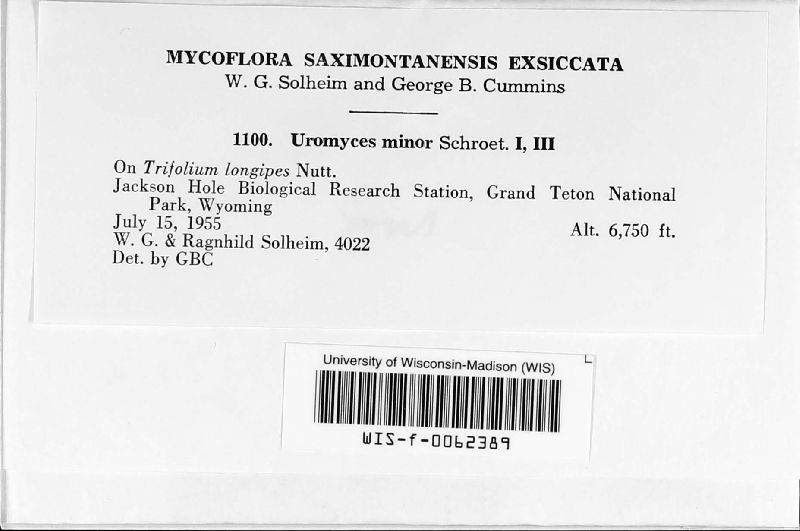 MYCOFLORA SAXIMONTANENSIS EXSICCATA
W. G. Solheim and George B. Cummins
1100. Uromyces minor Schroet. I, III
On Trifolium longipes Nutt.
Jackson Hole Biological Research Station, Grand Teton National
Park, Wyoming
July 15, 1955 Alt. 6,750 ft.
W. G. & Ragnhild Solheim, 4022
Det. by GBC
University of Wisconsin-Madison (WIS)
WIS-f-0062389